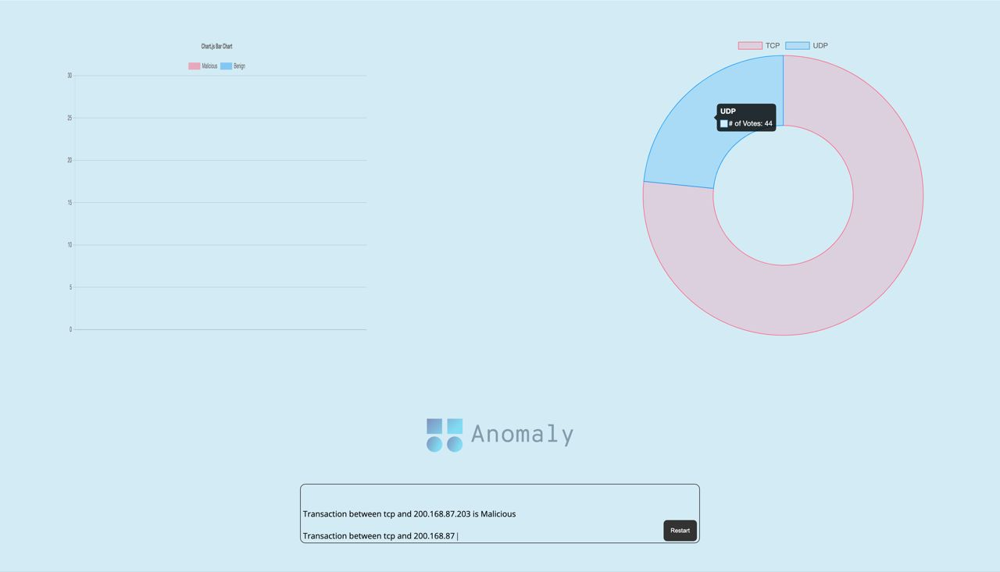 Chart.js Bar Chart
Malicious Benign
30
25
20
15
10
5
0
TCP UDP
UDP
# of Votes: 44
Anomaly
Transaction between tcp and 200.168.87.203 is Malicious
Transaction between tcp and 200.168.87
Restart